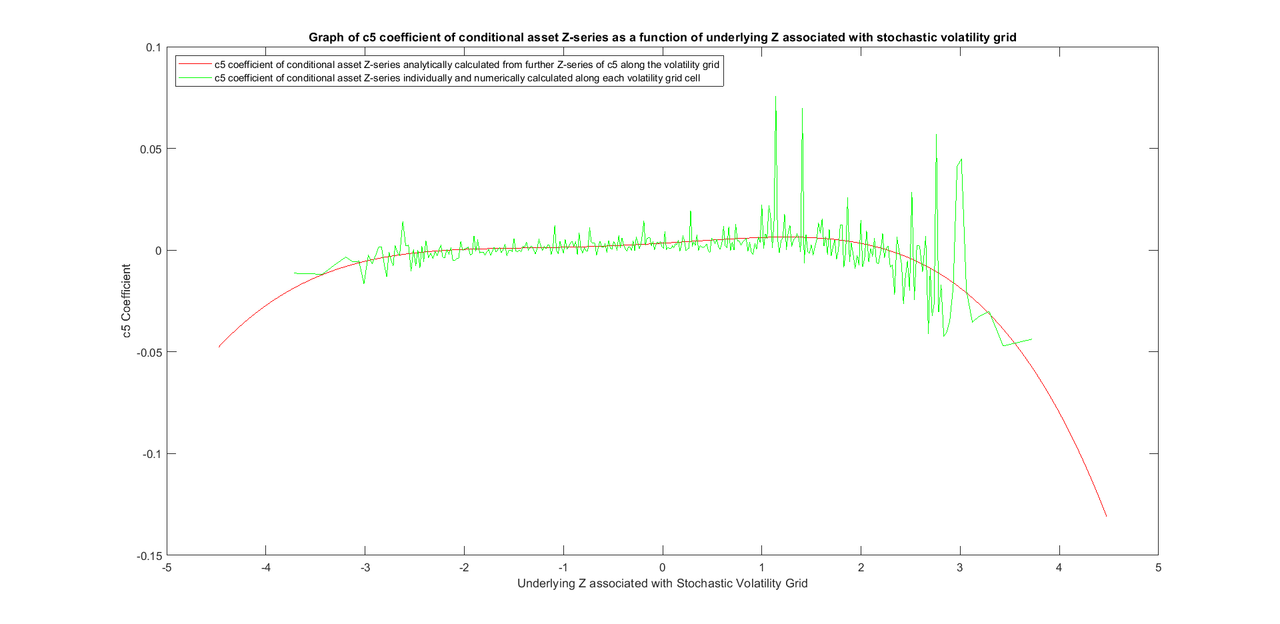 Graph of c5 coefficient of conditional asset Z-series as a function of underlying Z associated with stochastic volatility grid
0.1
c5 coefficient of conditional asset Z-series analytically calculated from further Z-series of c5 along the volatility grid
c5 coefficient of conditional asset Z-series individually and numerically calculated along each volatility grid cell
0.05
0
c5 Coefficient
-0.05
-0.1
-0.15
-5 -4 -3 -2 -1 0 1 2 3 4 5
Underlying Z associated with Stochastic Volatility Grid